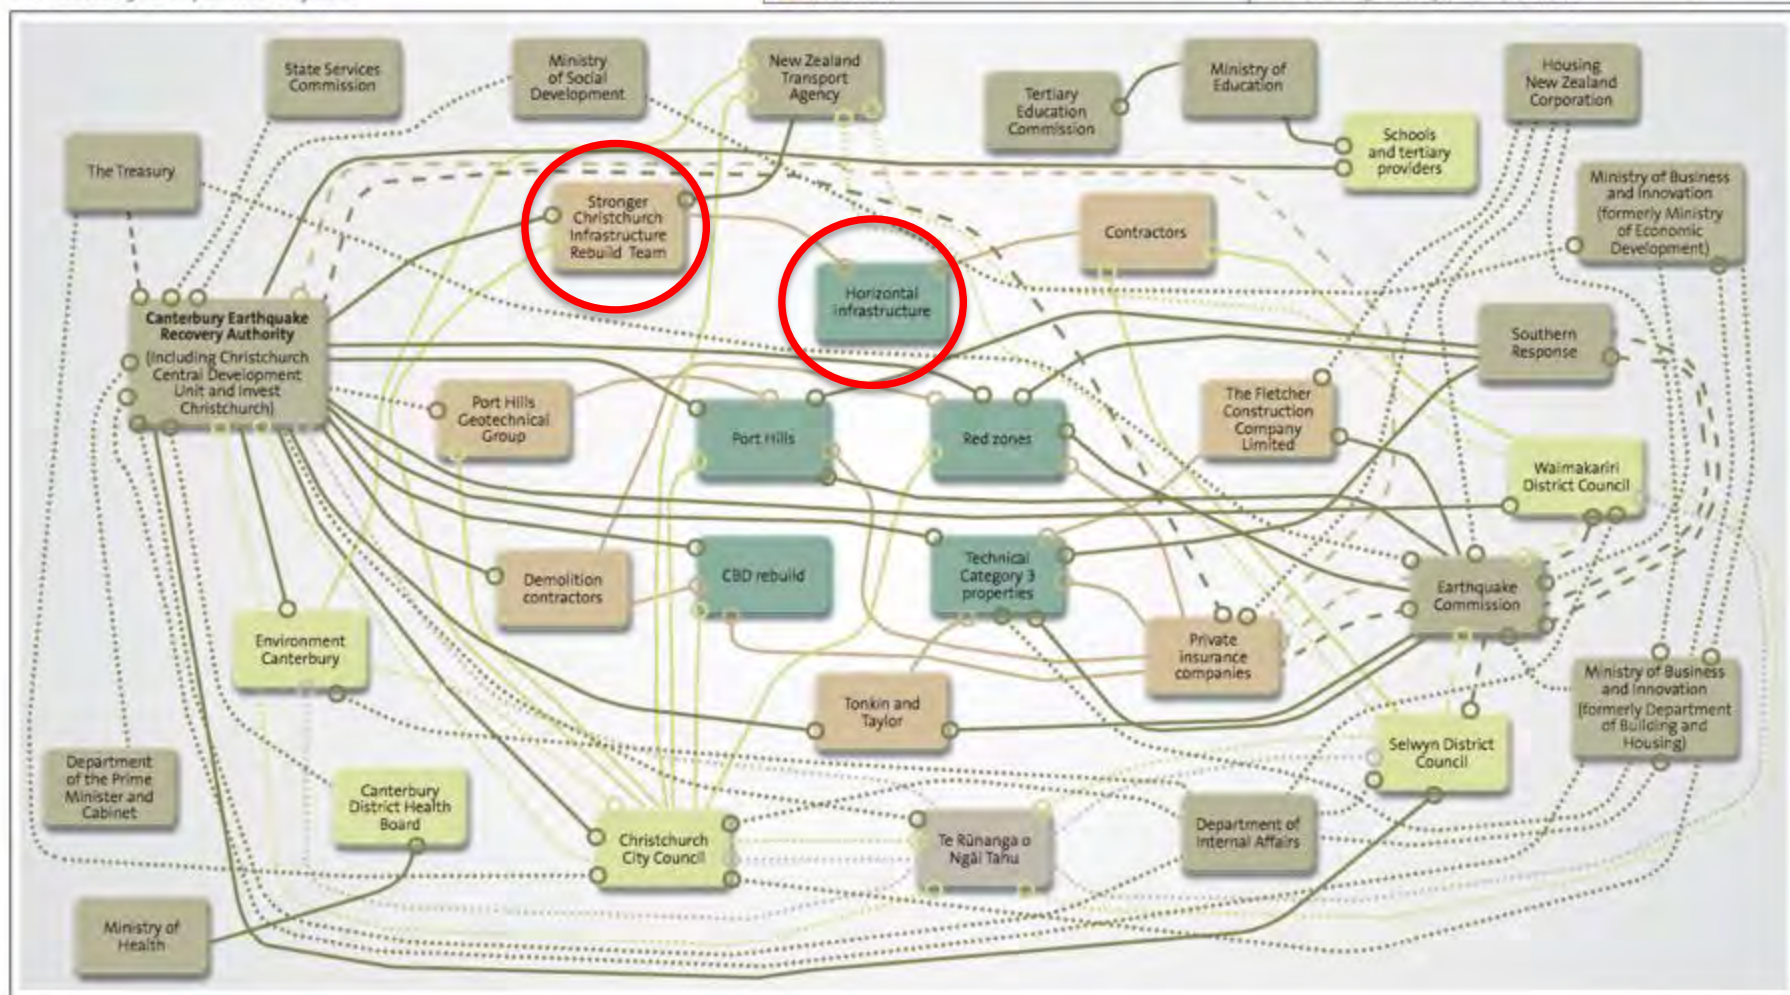 State Services
Commission
Ministry
of Social
Development
New Zealand
Transport
Agency
Tertiary
Education
Commission
Ministry of
Education
Housing
New Zealand
Corporation
Schools
and tertiary
providers
The Treasury
Stronger
Christchurch
Infrastructure
Rebuild Team
Contractors
Ministry of Business
and Innovation
(formerly Ministry
of Economic
Development)
Horizontal
infrastructure
Canterbury Earthquake
Recovery Authority
(including Christchurch
Central Development
Unit and Invest
Christchurch)
Southern
Response
Port Hills
Geotechnical
Group
Port Hills
Red zones
The Fletcher
Construction
Company
Limited
Waimakariri
District Council
Demolition
contractors
CBD rebuild
Technical
Category 3
properties
Earthquake
Commission
Environment
Canterbury
Private
insurance
companies
Tonkin and
Taylor
Ministry of Business
and Innovation
(formerly Department
of Building and
Housing)
Selwyn District
Council
Department
of the Prime
Minister and
Cabinet
Canterbury
District Health
Board
Christchurch
City Council
Te Rūnanga o
Ngāi Tahu
Department of
Internal Affairs
Ministry of
Health